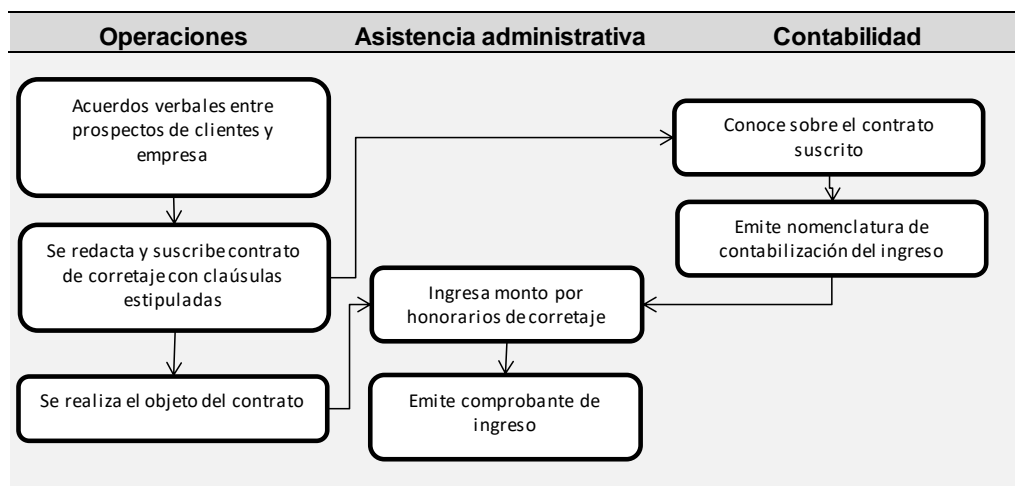 Operaciones
Asistencia administrativa
Contabilidad
Acuerdos verbales entre
prospectos de clientes y
empresa
Se redacta y suscribe contrato
de corretaje con claúsulas
estipuladas
Se realiza el objeto del contrato
Ingresa monto por
honorarios de corretaje
Emite comprobante de
ingreso
Conoce sobre el contrato
suscrito
Emite nomenclatura de
contabilización del ingreso